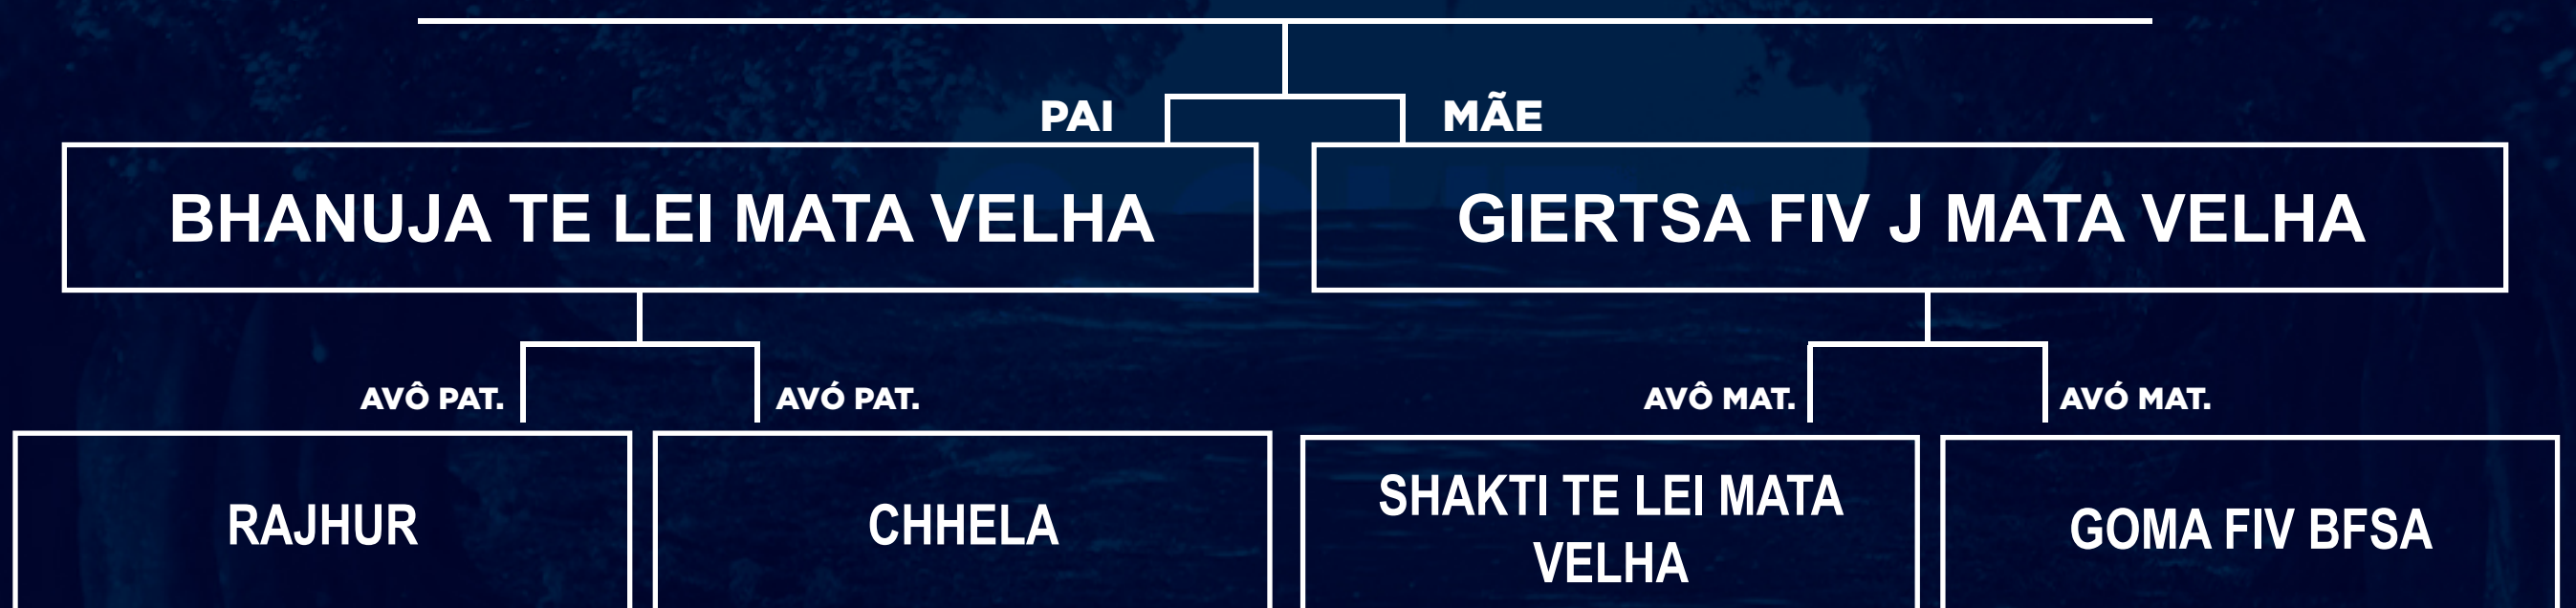 PAI
MÃE
BHANUJA TE LEI MATA VELHA
GIERTSA FIV J MATA VELHA
AVÔ PAT.
AVÓ PAT.
AVÔ MAT.
AVÓ MAT.
RAJHUR
CHHELA
SHAKTI TE LEI MATA
VELHA
GOMA FIV BFSA